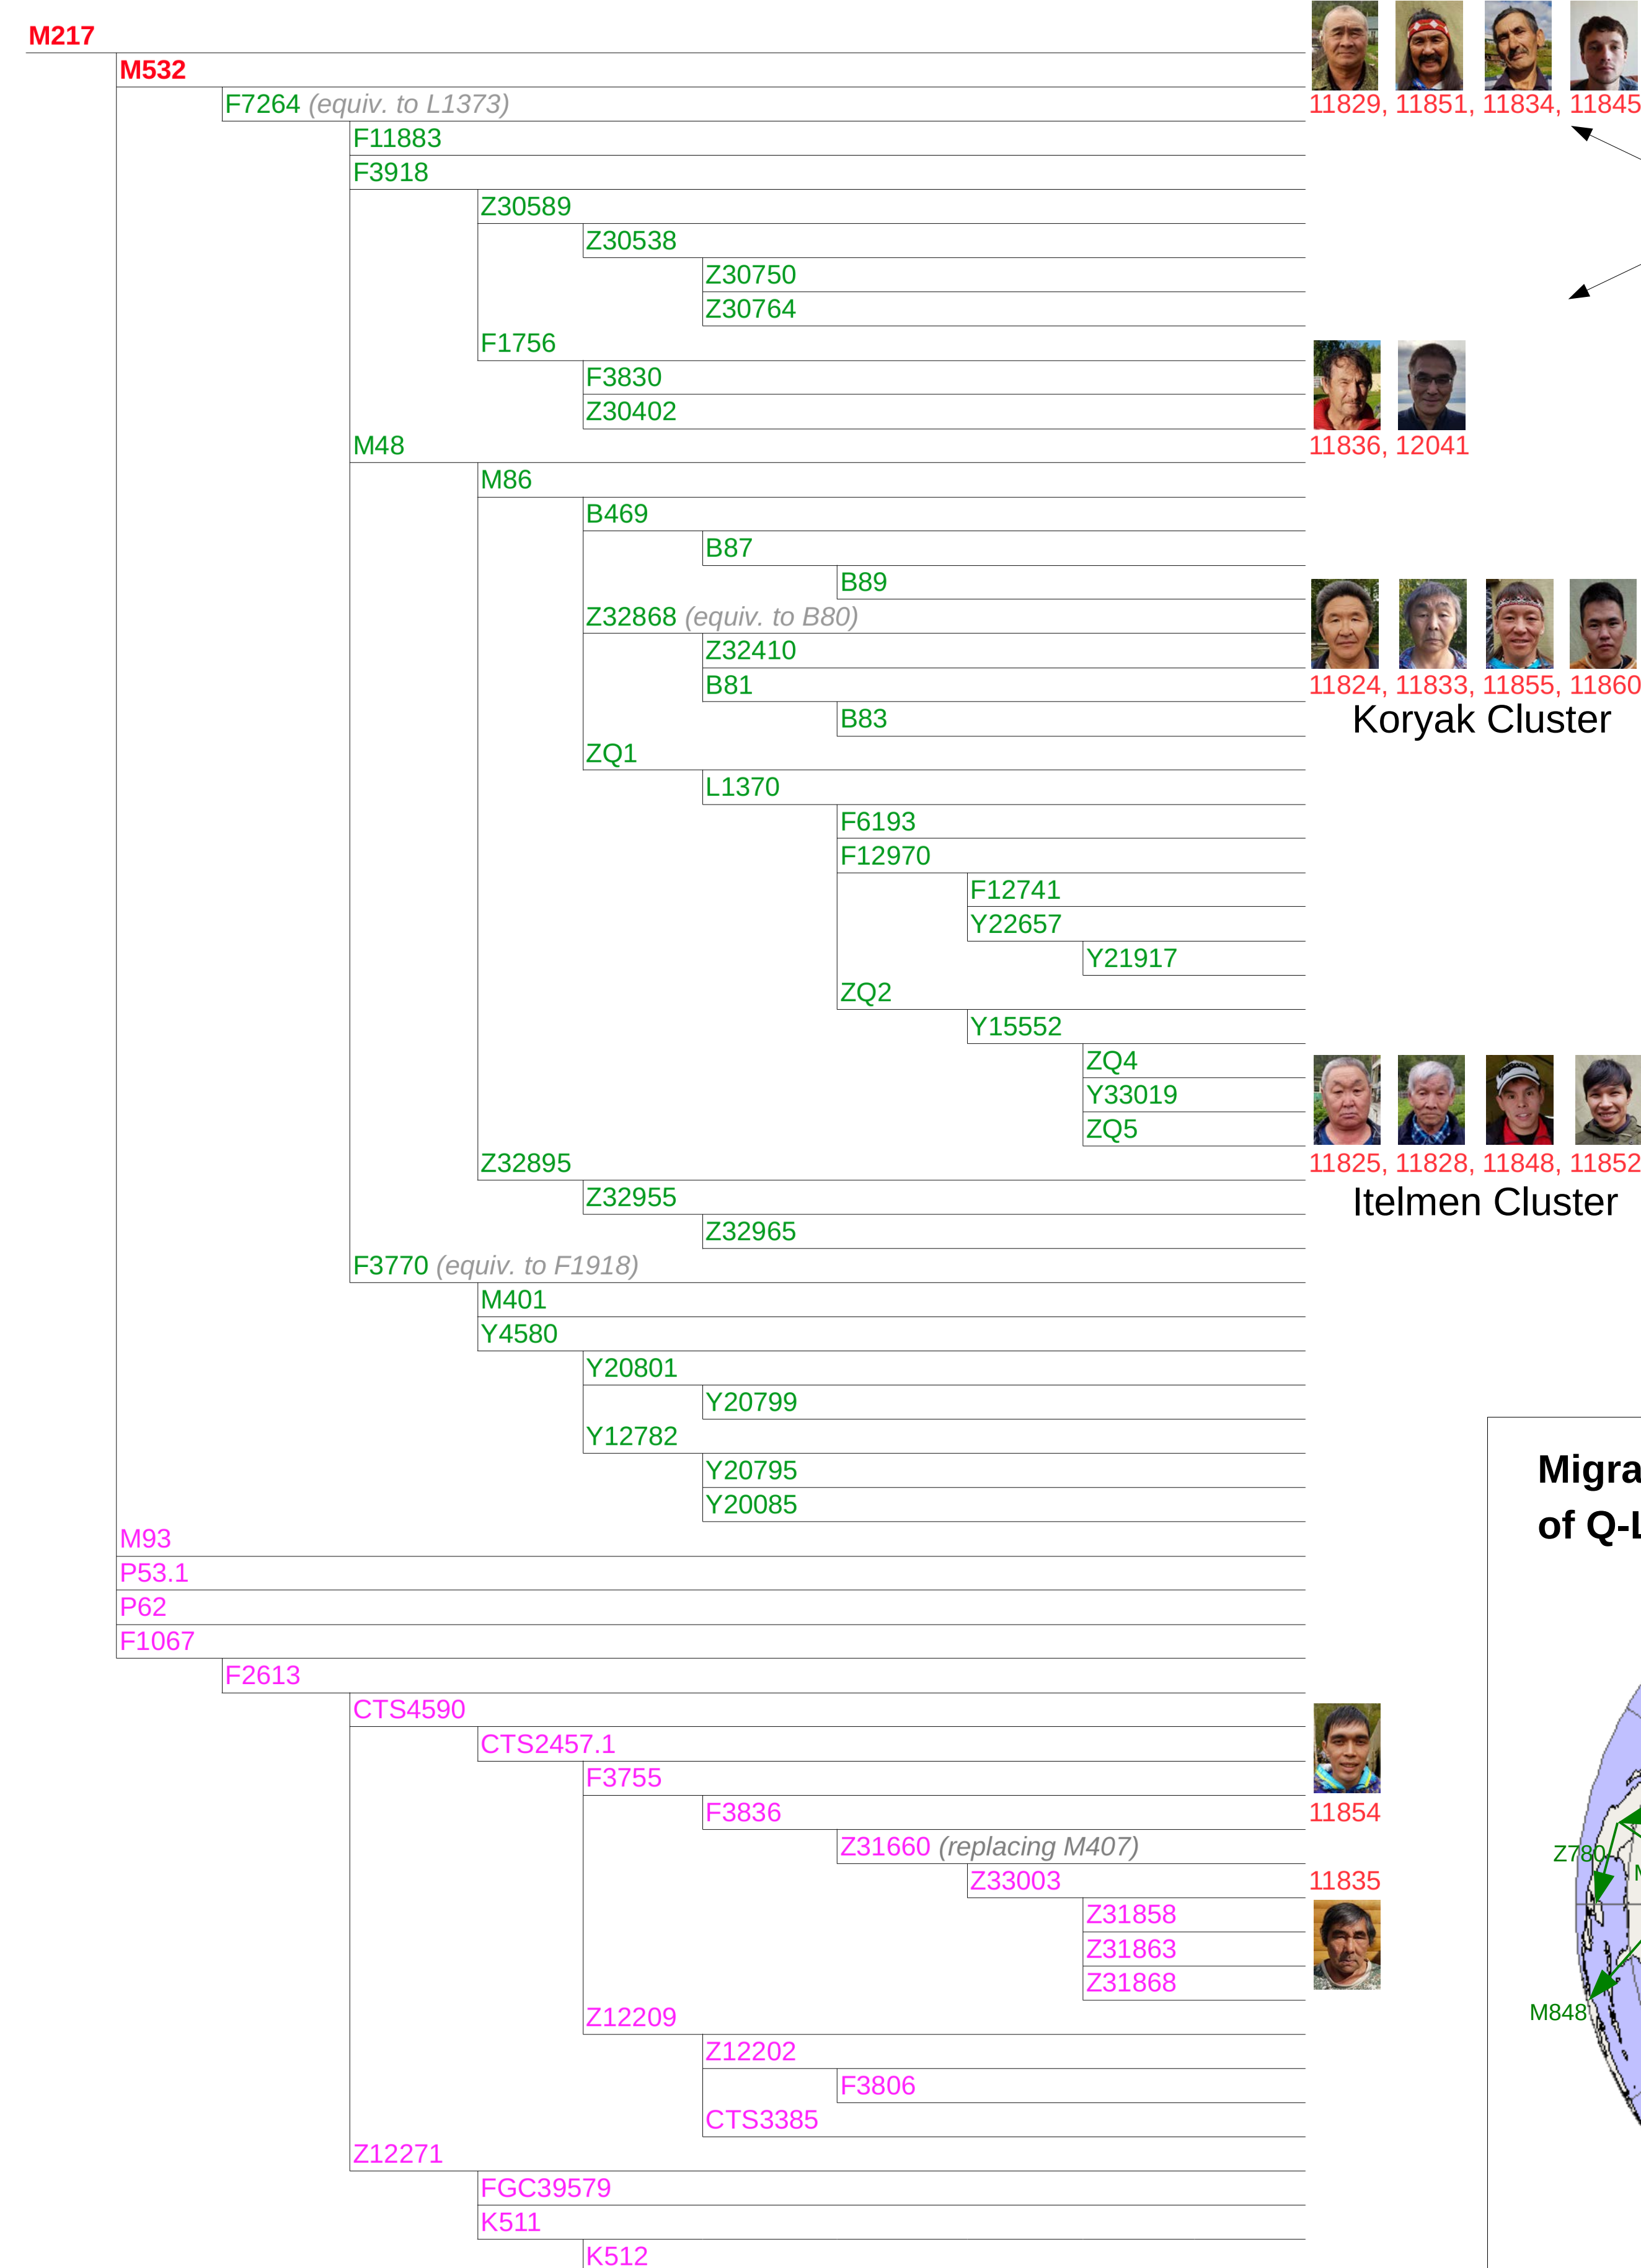 M217
M532
F7264 (equiv. to L1373)
11829, 11851, 11834, 11845
F11883
F3918
Z30589
Z30538
Z30750
Z30764
F1756
F3830
Z30402
M48
11836, 12041
M86
B469
B87
B89
Z32868 (equiv. to B80)
Z32410
B81
11824, 11833, 11855, 11860
B83
Koryak Cluster
ZQ1
L1370
F6193
F12970
F12741
Y22657
Y21917
ZQ2
Y15552
ZQ4
Y33019
ZQ5
Z32895
11825, 11828, 11848, 11852
Z32955
Itelmen Cluster
Z32965
F3770 (equiv. to F1918)
M401
Y4580
Y20801
Y20799
Y12782
Y20795
Migra
Y20085
of Q-L
M93
P53.1
P62
F1067
F2613
CTS4590
CTS2457.1
F3755
F3836
11854
Z31660 (replacing M407)
Z780
Z33003
11835
Z31858
Z31863
Z31868
M848
Z12209
Z12202
F3806
CTS3385
Z12271
FGC39579
K511
K512